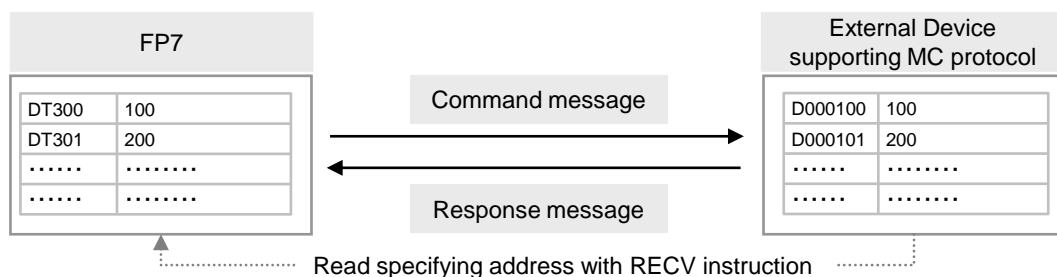 FP7
External Device
supporting MC protocol
DT300 100
DT301 200
...... ........
...... ........
Command message
Response message
D000100 100
D000101 200
...... ........
...... ........
Read specifying address with RECV instruction